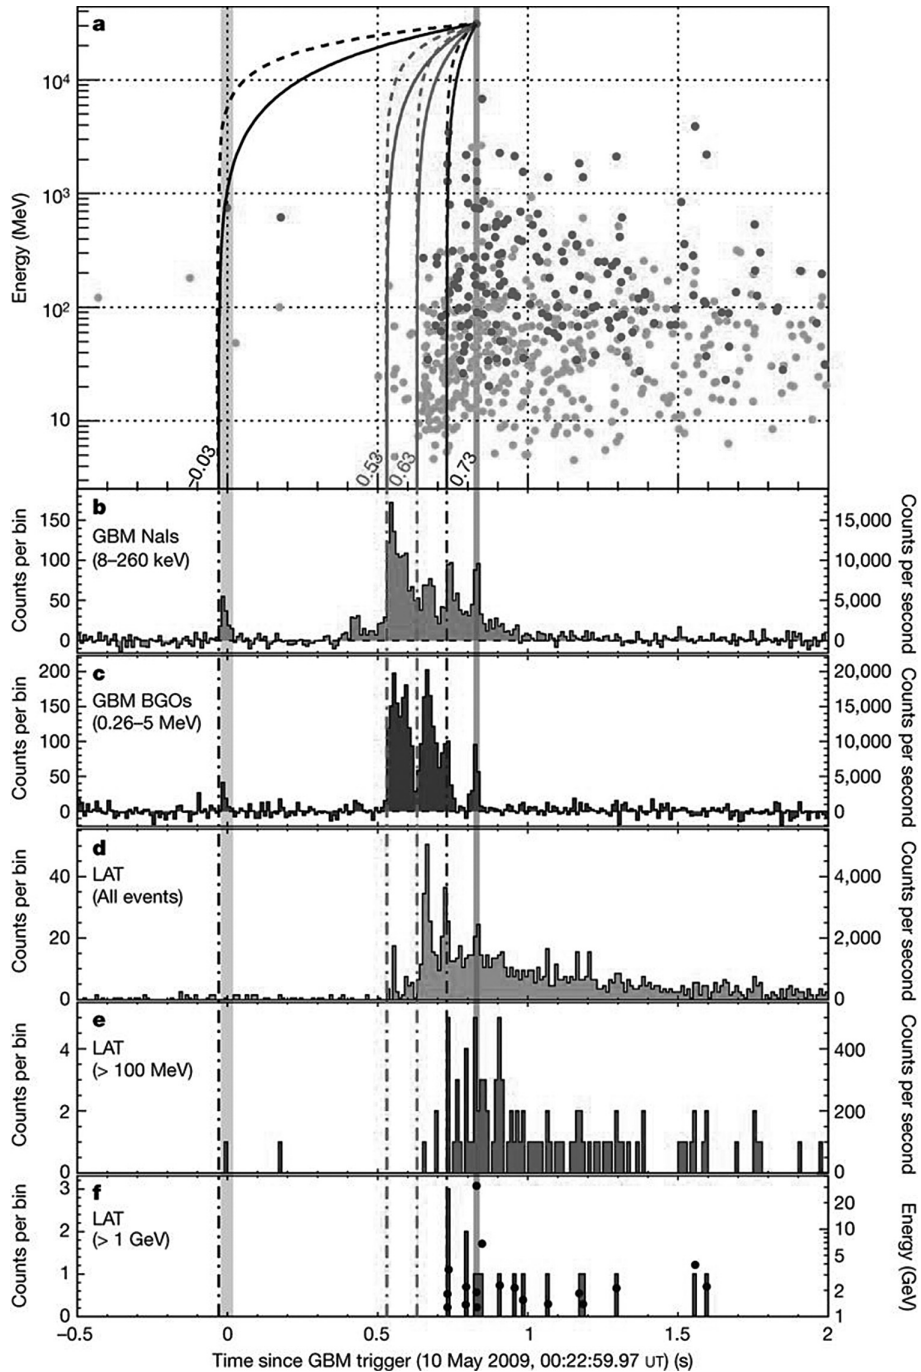 a
10⁴
10³
10²
10
Energy (MeV)
−0.03
0.53
0.63
0.73
b
GBM NaIs
(8–260 keV)
Counts per bin
150
100
50
0
15,000
10,000
5,000
0
Counts per second
c
GBM BGOs
(0.26–5 MeV)
Counts per bin
200
150
100
50
0
20,000
15,000
10,000
5,000
0
Counts per second
d
LAT
(All events)
Counts per bin
40
20
0
4,000
2,000
0
Counts per second
e
LAT
(> 100 MeV)
Counts per bin
4
2
0
400
200
0
Counts per second
f
LAT
(> 1 GeV)
Counts per bin
3
2
1
0
20
10
5
2
1
Energy (GeV)
−0.5
0
0.5
1
1.5
2
Time since GBM trigger (10 May 2009, 00:22:59.97 UT) (s)